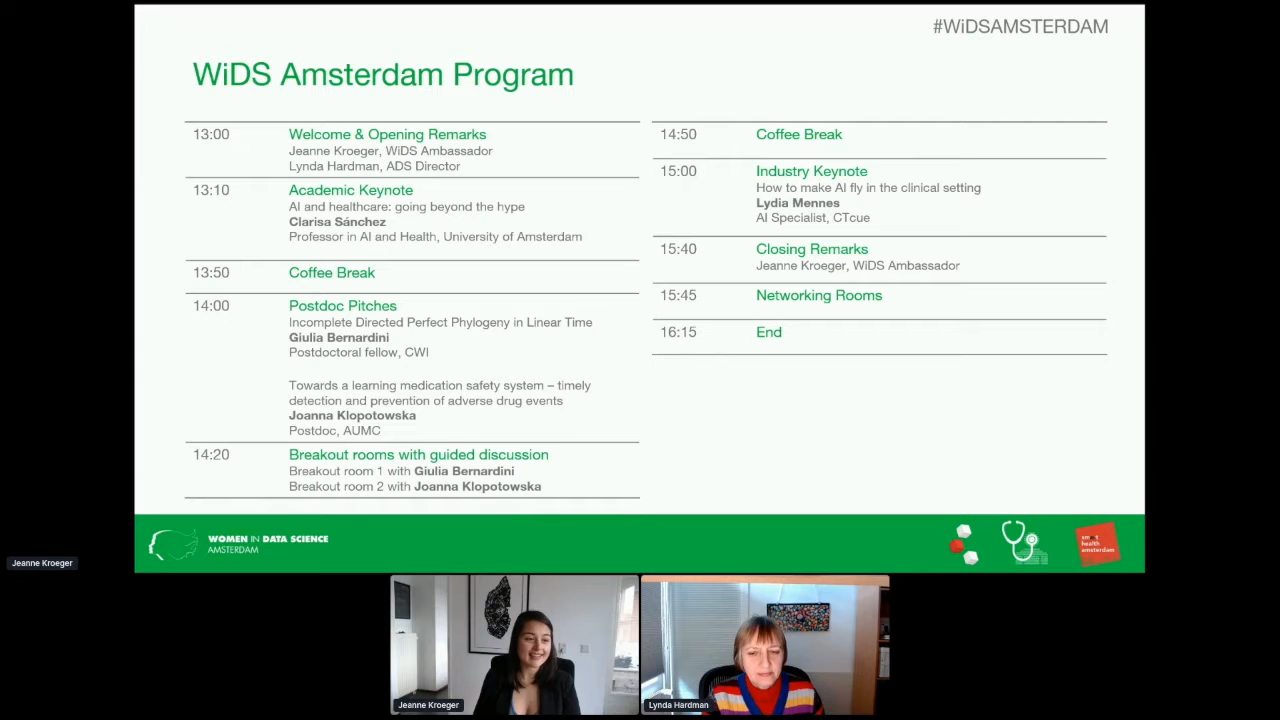 #WiDSAMSTERDAM
WiDS Amsterdam Program
13:00
Welcome & Opening Remarks
Jeanne Kroeger, WiDS Ambassador
Lynda Hardman, ADS Director
13:10
Academic Keynote
AI and healthcare: going beyond the hype
Clarisa Sánchez
Professor in AI and Health, University of Amsterdam
13:50
Coffee Break
14:00
Postdoc Pitches
Incomplete Directed Perfect Phylogeny in Linear Time
Giulia Bernardini
Postdoctoral fellow, CWI
Towards a learning medication safety system – timely
detection and prevention of adverse drug events
Joanna Klopotowska
Postdoc, AUMC
14:20
Breakout rooms with guided discussion
Breakout room 1 with Giulia Bernardini
Breakout room 2 with Joanna Klopotowska
14:50
Coffee Break
15:00
Industry Keynote
How to make AI fly in the clinical setting
Lydia Mennes
AI Specialist, CTcue
15:40
Closing Remarks
Jeanne Kroeger, WiDS Ambassador
15:45
Networking Rooms
16:15
End
WOMEN IN DATA SCIENCE
AMSTERDAM
smart
health
amsterdam
Jeanne Kroeger
Jeanne Kroeger
Lynda Hardman